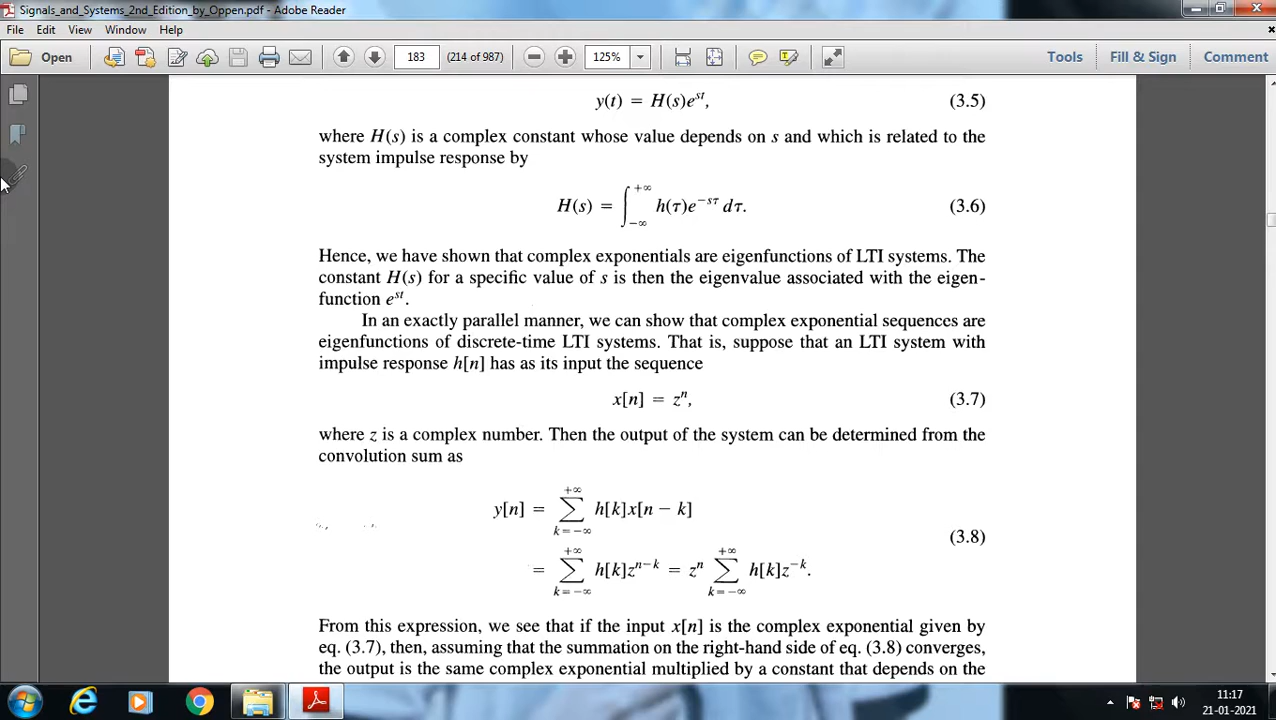 Signals_and_Systems_2nd_Edition_by_Oppen.pdf - Adobe Reader
File Edit View Window Help
Open 183 (214 of 987) 125% Tools Fill & Sign Comment
y(t) = H(s)e^{st}, (3.5)
where H(s) is a complex constant whose value depends on s and which is related to the
system impulse response by
H(s) = ∫_{-∞}^{+∞} h(τ)e^{-sτ} dτ. (3.6)
Hence, we have shown that complex exponentials are eigenfunctions of LTI systems. The
constant H(s) for a specific value of s is then the eigenvalue associated with the eigen-
function e^{st}.
In an exactly parallel manner, we can show that complex exponential sequences are
eigenfunctions of discrete-time LTI systems. That is, suppose that an LTI system with
impulse response h[n] has as its input the sequence
x[n] = z^n, (3.7)
where z is a complex number. Then the output of the system can be determined from the
convolution sum as
y[n] = ∑_{k=-∞}^{+∞} h[k]x[n − k]
(3.8)
= ∑_{k=-∞}^{+∞} h[k]z^{n-k} = z^n ∑_{k=-∞}^{+∞} h[k]z^{-k}.
From this expression, we see that if the input x[n] is the complex exponential given by
eq. (3.7), then, assuming that the summation on the right-hand side of eq. (3.8) converges,
the output is the same complex exponential multiplied by a constant that depends on the
11:17
21-01-2021